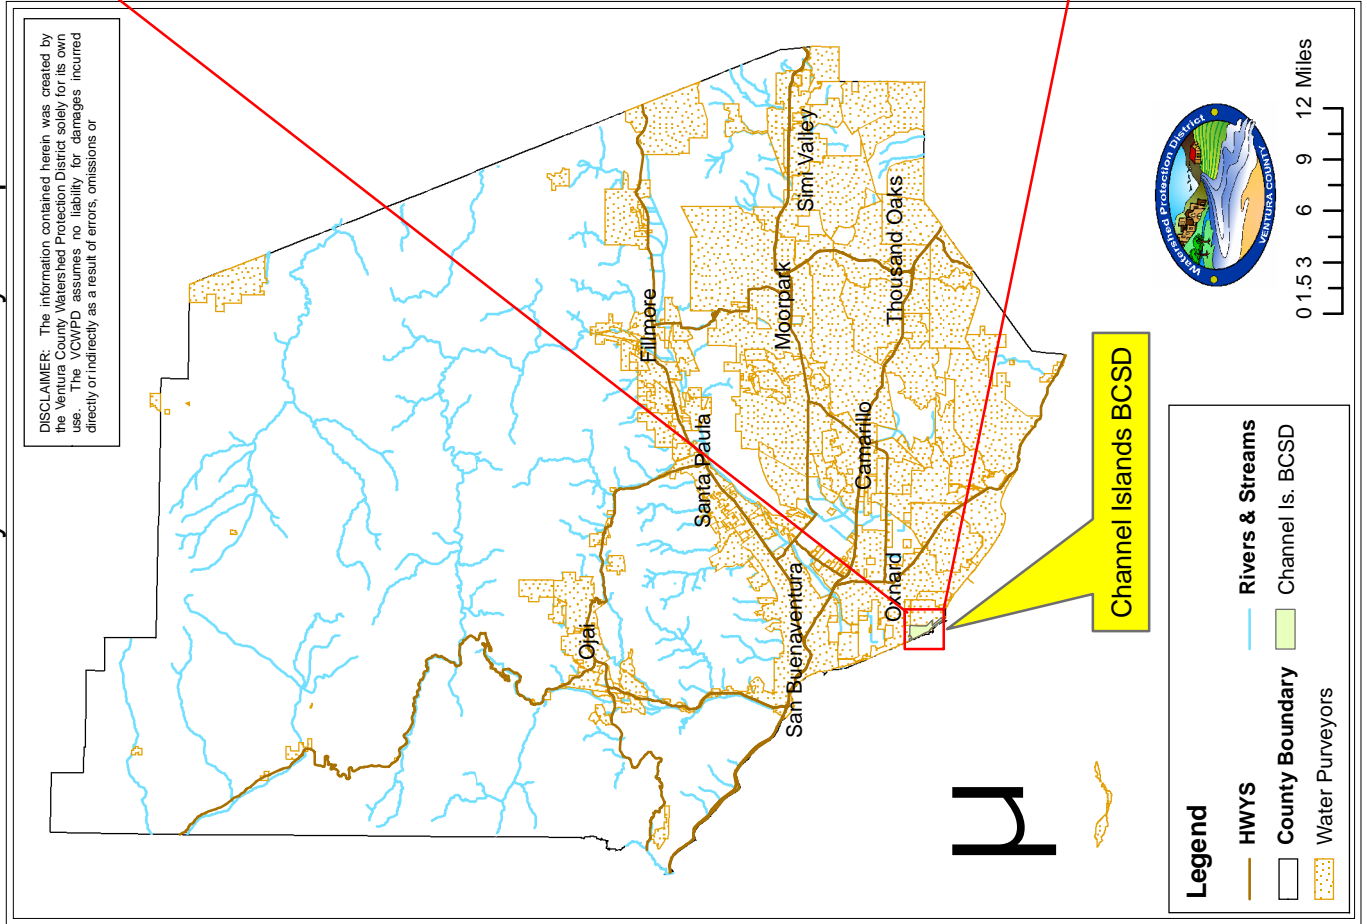 DISCLAIMER: The information contained herein was created by
the Ventura County Watershed Protection District solely for its own
use. The VCWPD assumes no liability for damages incurred
directly or indirectly as a result of errors, omissions or
Ojai
Fillmore
Santa Paula
San Buenaventura
Moorpark
Simi Valley
Camarillo
Thousand Oaks
Oxnard
Channel Islands BCSD
Watershed Protection District
VENTURA COUNTY
0 1.5 3 6 9 12 Miles
µ
Legend
HWYS
County Boundary
Water Purveyors
Rivers & Streams
Channel Is. BCSD